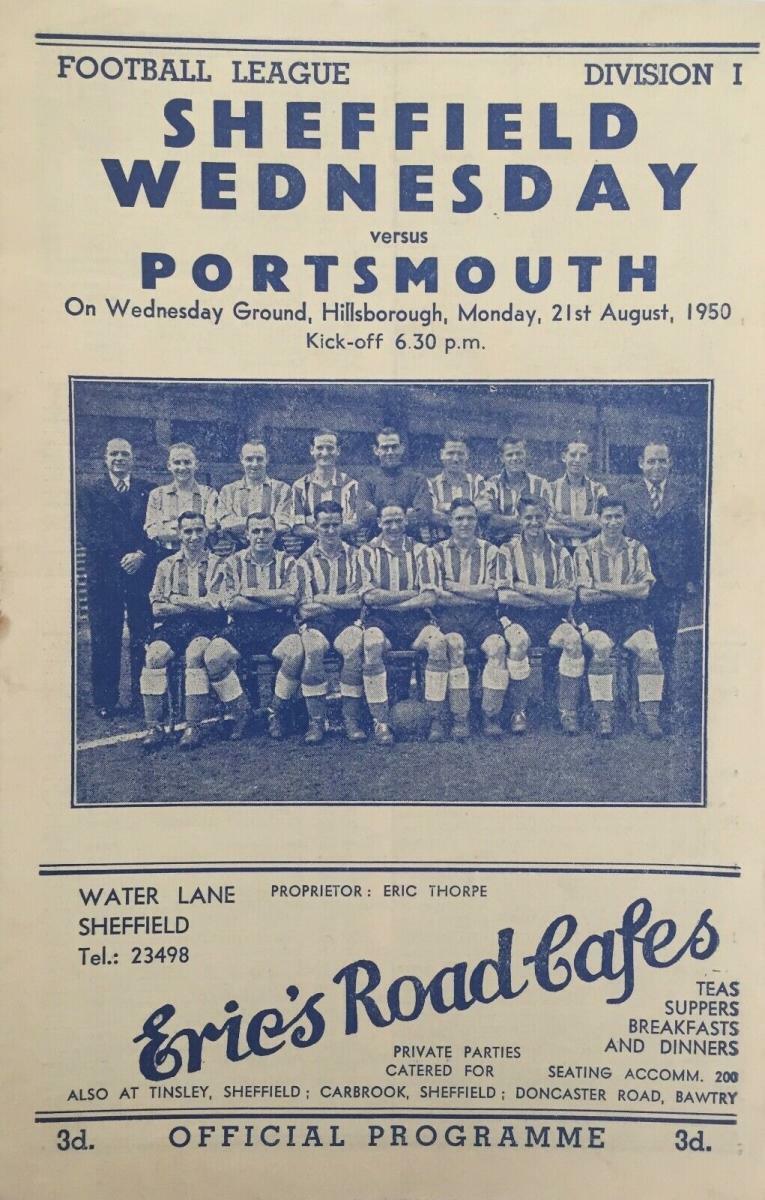 FOOTBALL LEAGUE DIVISION I
SHEFFIELD
WEDNESDAY
versus
PORTSMOUTH
On Wednesday Ground, Hillsborough, Monday, 21st August, 1950
Kick-off 6.30 p.m.
WATER LANE
SHEFFIELD
Tel.: 23498
PROPRIETOR: ERIC THORPE
Eric's Road Cafes
TEAS
SUPPERS
BREAKFASTS
AND DINNERS
PRIVATE PARTIES
CATERED FOR
SEATING ACCOMM. 200
ALSO AT TINSLEY, SHEFFIELD; CARBROOK, SHEFFIELD; DONCASTER ROAD, BAWTRY
3d. OFFICIAL PROGRAMME 3d.